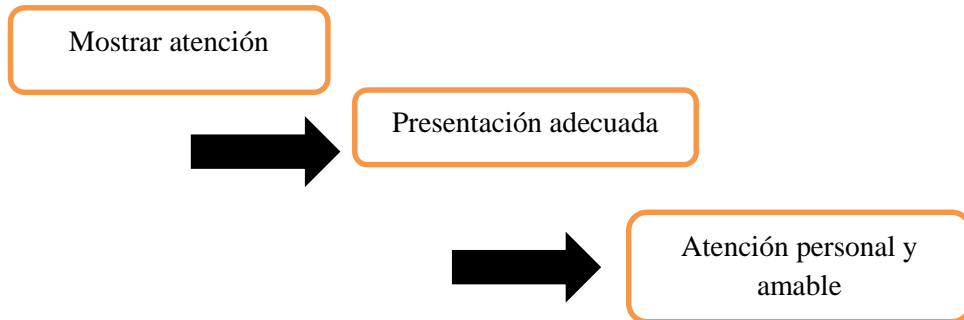 Mostrar atención
Presentación adecuada
Atención personal y
amable